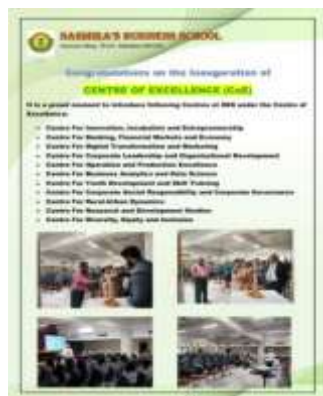 BUSINESS SCHOOL
Congratulations on the Inauguration of
CENTRE OF EXCELLENCE (CoE)
It is a proud moment to introduce following Centres of under the Centre of
Excellence:
Centre For Innovation, Incubation and Entrepreneurship
Centre For Banking, Financial Markets and Economy
Centre For Digital Transformation and Marketing
Centre For Corporate Leadership and Organizational Development
Centre For Operation and Production Excellence
Centre For Business Analytics and Data Science
Centre For Youth Development and Skill Training
Centre For Corporate Social Responsibility and Corporate Governance
Centre For Rural-Urban Dynamics
Centre For Research and Development Studies
Centre For Diversity, Equity and Inclusion